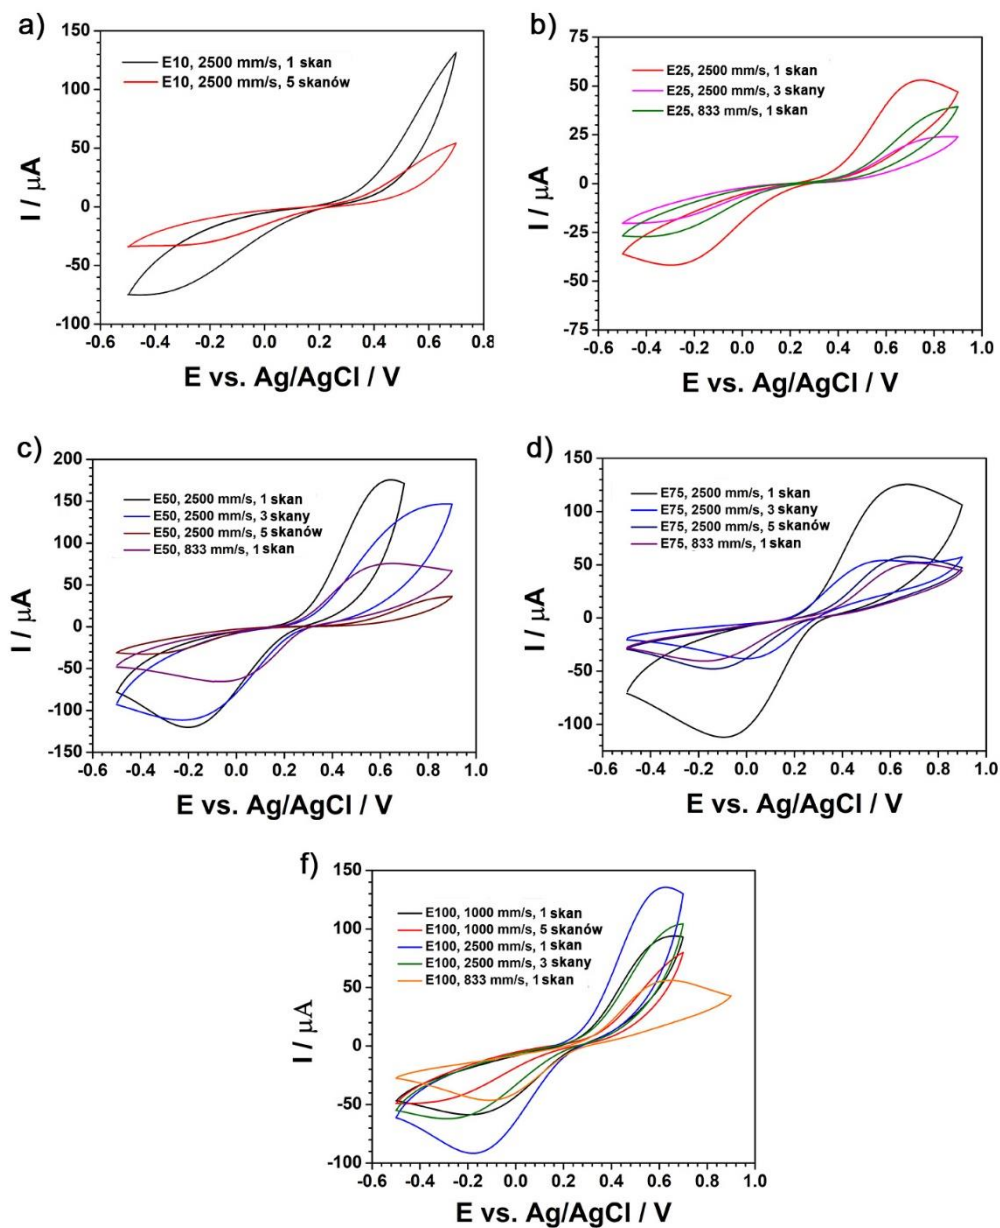 a)
150
100
50
0
-50
-100
I / μA
E10, 2500 mm/s, 1 skan
E10, 2500 mm/s, 5 skanów
-0.6 -0.4 -0.2 0.0 0.2 0.4 0.6 0.8
E vs. Ag/AgCl / V
b)
75
50
25
0
-25
-50
-75
I / μA
E25, 2500 mm/s, 1 skan
E25, 2500 mm/s, 3 skany
E25, 833 mm/s, 1 skan
-0.6 -0.4 -0.2 0.0 0.2 0.4 0.6 0.8 1.0
E vs. Ag/AgCl / V
c)
200
150
100
50
0
-50
-100
-150
I / μA
E50, 2500 mm/s, 1 skan
E50, 2500 mm/s, 3 skany
E50, 2500 mm/s, 5 skanów
E50, 833 mm/s, 1 skan
-0.6 -0.4 -0.2 0.0 0.2 0.4 0.6 0.8 1.0
E vs. Ag/AgCl / V
d)
150
100
50
0
-50
-100
I / μA
E75, 2500 mm/s, 1 skan
E75, 2500 mm/s, 3 skany
E75, 2500 mm/s, 5 skanów
E75, 833 mm/s, 1 skan
-0.6 -0.4 -0.2 0.0 0.2 0.4 0.6 0.8 1.0
E vs. Ag/AgCl / V
f)
150
100
50
0
-50
-100
I / μA
E100, 1000 mm/s, 1 skan
E100, 1000 mm/s, 5 skanów
E100, 2500 mm/s, 1 skan
E100, 2500 mm/s, 3 skany
E100, 833 mm/s, 1 skan
-0.6 -0.4 -0.2 0.0 0.2 0.4 0.6 0.8 1.0
E vs. Ag/AgCl / V